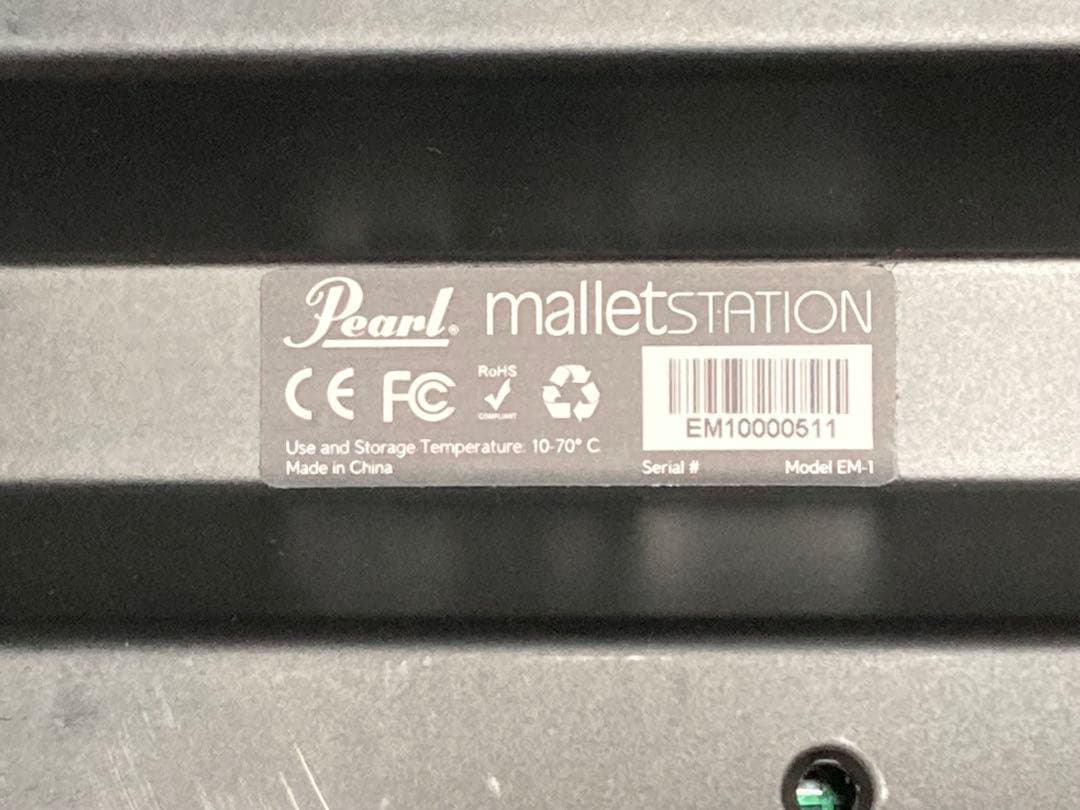 Pearl® malletSTATION
CE FC RoHS
COMPLIANT
EM10000511
Use and Storage Temperature: 10-70° C
Made in China
Serial # Model EM-1